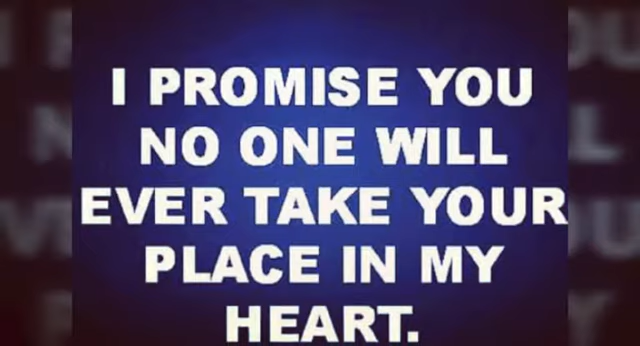 I PROMISE YOU
NO ONE WILL
EVER TAKE YOUR
PLACE IN MY
HEART.